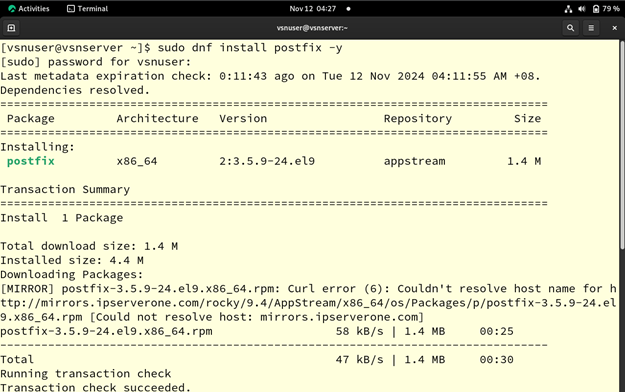 Activities Terminal Nov 12 04:27 79 %
vsnuser@vsnserver:~
[vsnuser@vsnserver ~]$ sudo dnf install postfix -y
[sudo] password for vsnuser:
Last metadata expiration check: 0:11:43 ago on Tue 12 Nov 2024 04:11:55 AM +08.
Dependencies resolved.
================================================================================
Package Architecture Version Repository Size
================================================================================
Installing:
postfix x86_64 2:3.5.9-24.el9 appstream 1.4 M
Transaction Summary
================================================================================
Install 1 Package
Total download size: 1.4 M
Installed size: 4.4 M
Downloading Packages:
[MIRROR] postfix-3.5.9-24.el9.x86_64.rpm: Curl error (6): Couldn't resolve host name for h
ttp://mirrors.ipserverone.com/rocky/9.4/AppStream/x86_64/os/Packages/p/postfix-3.5.9-24.el
9.x86_64.rpm [Could not resolve host: mirrors.ipserverone.com]
postfix-3.5.9-24.el9.x86_64.rpm 58 kB/s | 1.4 MB 00:25
--------------------------------------------------------------------------------
Total 47 kB/s | 1.4 MB 00:30
Running transaction check
Transaction check succeeded.